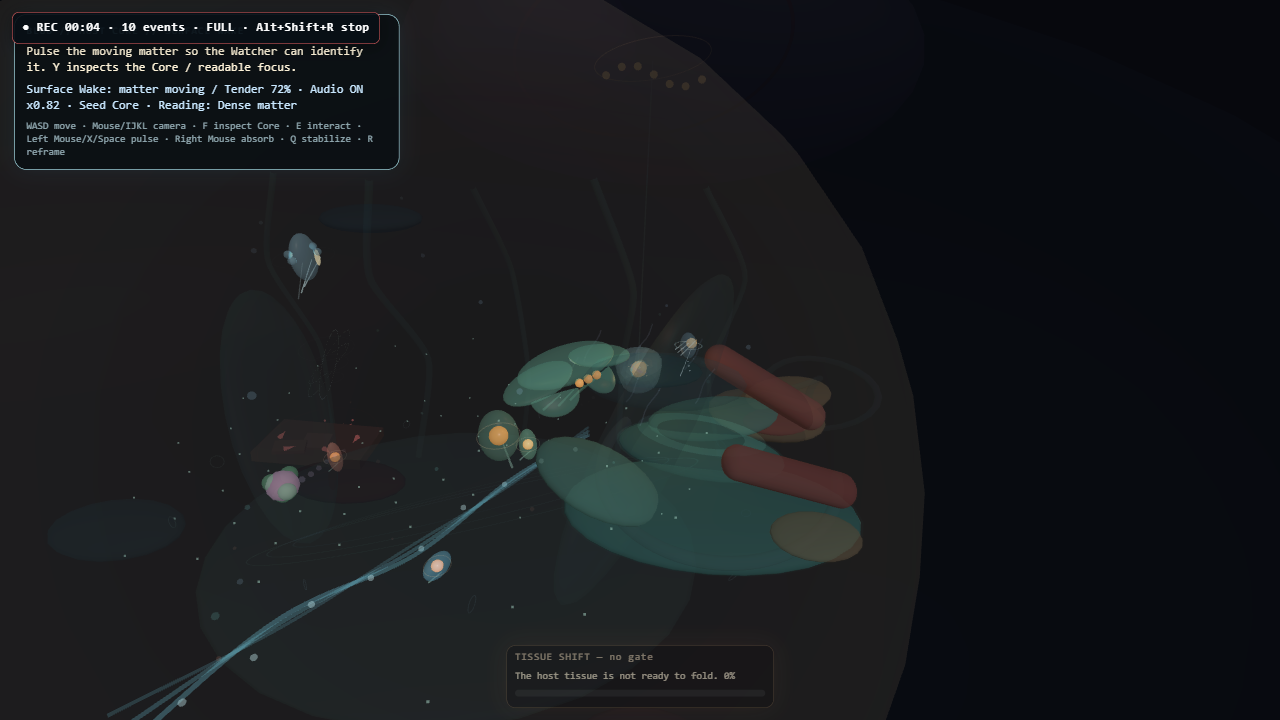 ● REC 00:04 · 10 events · FULL · Alt+Shift+R stop
Pulse the moving matter so the Watcher can identify
it. Y inspects the Core / readable focus.
Surface Wake: matter moving / Tender 72% · Audio ON
x0.82 · Seed Core · Reading: Dense matter
WASD move · Mouse/IJKL camera · F inspect Core · E interact ·
Left Mouse/X/Space pulse · Right Mouse absorb · Q stabilize · R
reframe
TISSUE SHIFT — no gate
The host tissue is not ready to fold. 0%